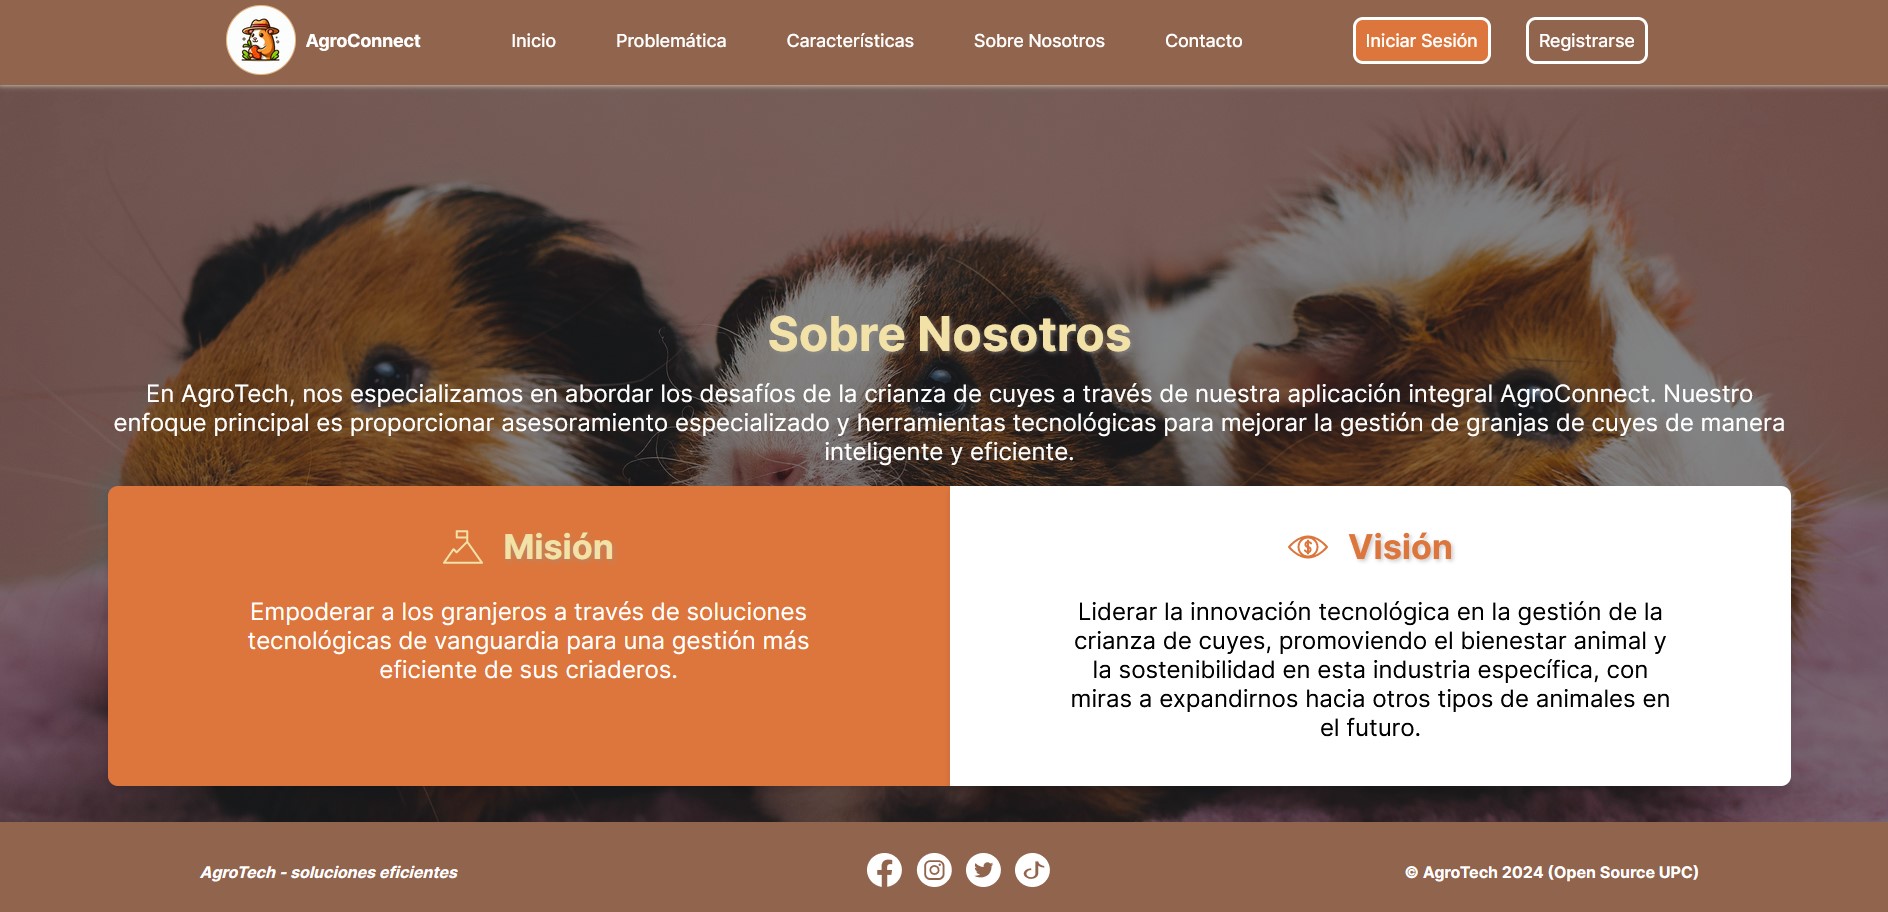 AgroConnect
Inicio
Problemática
Características
Sobre Nosotros
Contacto
Iniciar Sesión
Registrarse
Sobre Nosotros
En AgroTech, nos especializamos en abordar los desafíos de la crianza de cuyes a través de nuestra aplicación integral AgroConnect. Nuestro
enfoque principal es proporcionar asesoramiento especializado y herramientas tecnológicas para mejorar la gestión de granjas de cuyes de manera
inteligente y eficiente.
Misión
Empoderar a los granjeros a través de soluciones
tecnológicas de vanguardia para una gestión más
eficiente de sus criaderos.
Visión
Liderar la innovación tecnológica en la gestión de la
crianza de cuyes, promoviendo el bienestar animal y
la sostenibilidad en esta industria específica, con
miras a expandirnos hacia otros tipos de animales en
el futuro.
AgroTech - soluciones eficientes
© AgroTech 2024 (Open Source UPC)